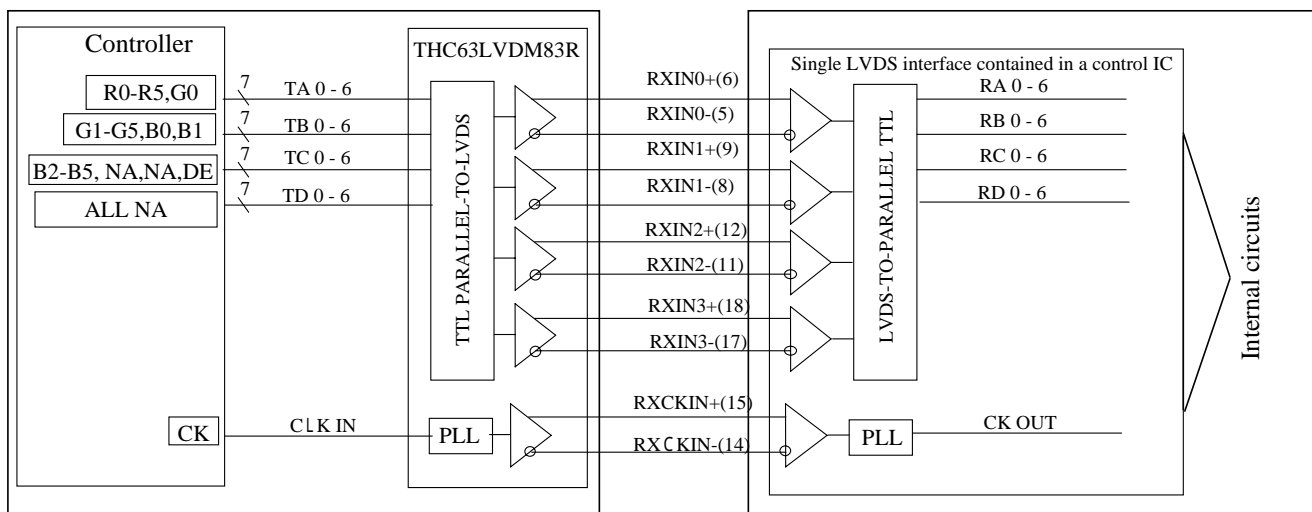 Controller
THC63LVDM83R
Single LVDS interface contained in a control IC
R0-R5,G0
7
TA 0 - 6
RXIN0+(6)
RA 0 - 6
G1-G5,B0,B1
7
TB 0 - 6
RXIN0-(5)
RB 0 - 6
B2-B5, NA,NA,DE
7
TC 0 - 6
RXIN1+(9)
RC 0 - 6
ALL NA
7
TD 0 - 6
RXIN1-(8)
RD 0 - 6
TTL PARALLEL-TO-LVDS
RXIN2+(12)
RXIN2-(11)
RXIN3+(18)
RXIN3-(17)
LVDS-TO-PARALLEL TTL
Internal circuits
CK
CLK IN
PLL
RXCKIN+(15)
RXCKIN-(14)
PLL
CK OUT